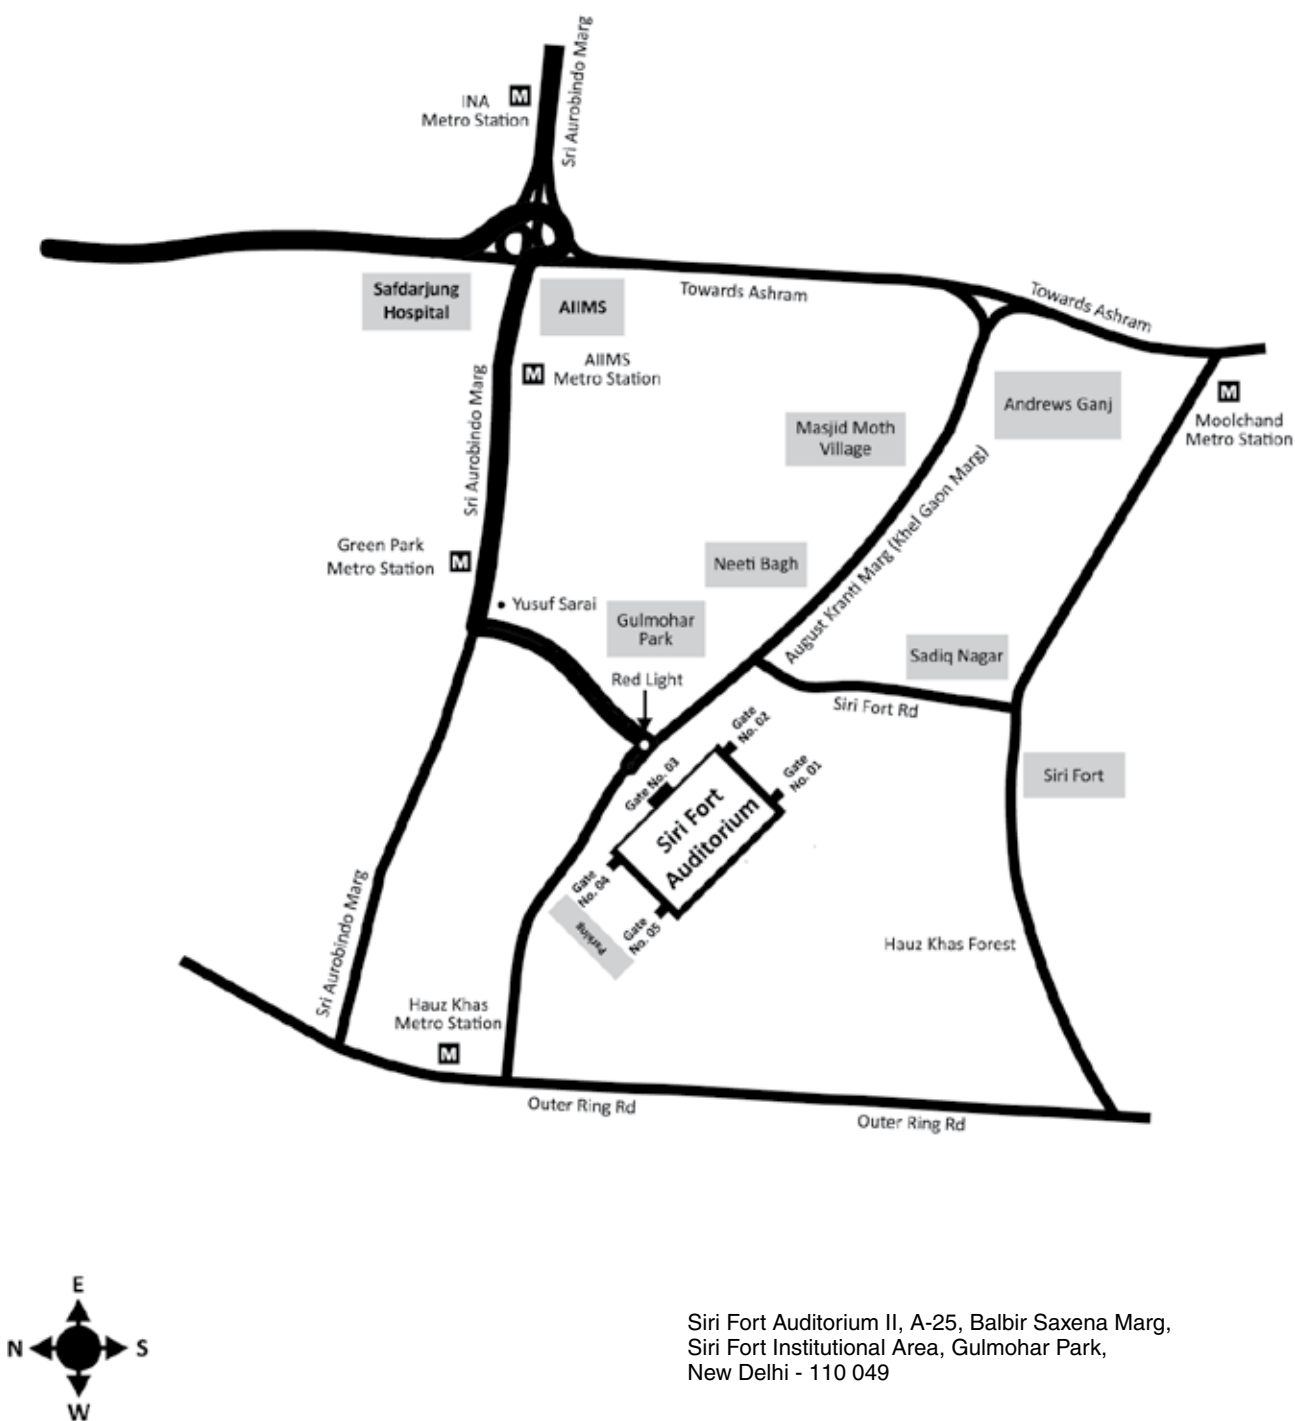 Sri Aurobindo Marg
INA
M
Metro Station
Safdarjung
Hospital
AIIMS
Towards Ashram
Towards Ashram
AIIMS
M
Metro Station
Sri Aurobindo Marg
Andrews Ganj
M
Moolchand
Metro Station
Masjid Moth
Village
August Kranti Marg (Khel Gaon Marg)
Green Park
Metro Station
M
Neeti Bagh
Yusuf Sarai
Gulmohar
Park
Sadiq Nagar
Red Light
Siri Fort Rd
Gate
No. 02
Gate
No. 01
Gate No. 03
Siri Fort
Siri Fort
Auditorium
Gate
No. 04
Gate
No. 05
Parking
Hauz Khas Forest
Sri Aurobindo Marg
Hauz Khas
Metro Station
M
Outer Ring Rd
Outer Ring Rd
E
N
S
W
Siri Fort Auditorium II, A-25, Balbir Saxena Marg,
Siri Fort Institutional Area, Gulmohar Park,
New Delhi - 110 049